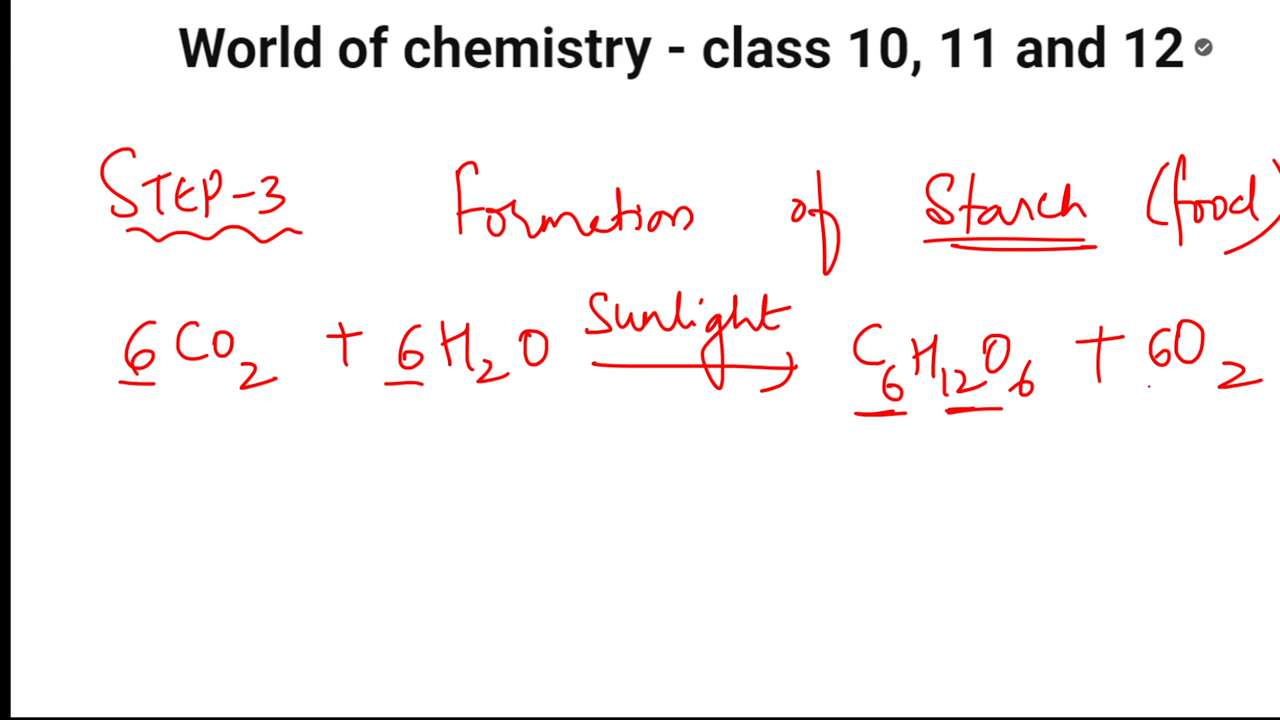 World of chemistry - class 10, 11 and 12
STEP-3 Formation of Starch (food)
6CO₂ + 6H₂O Sunlight → C₆H₁₂O₆ + 6O₂